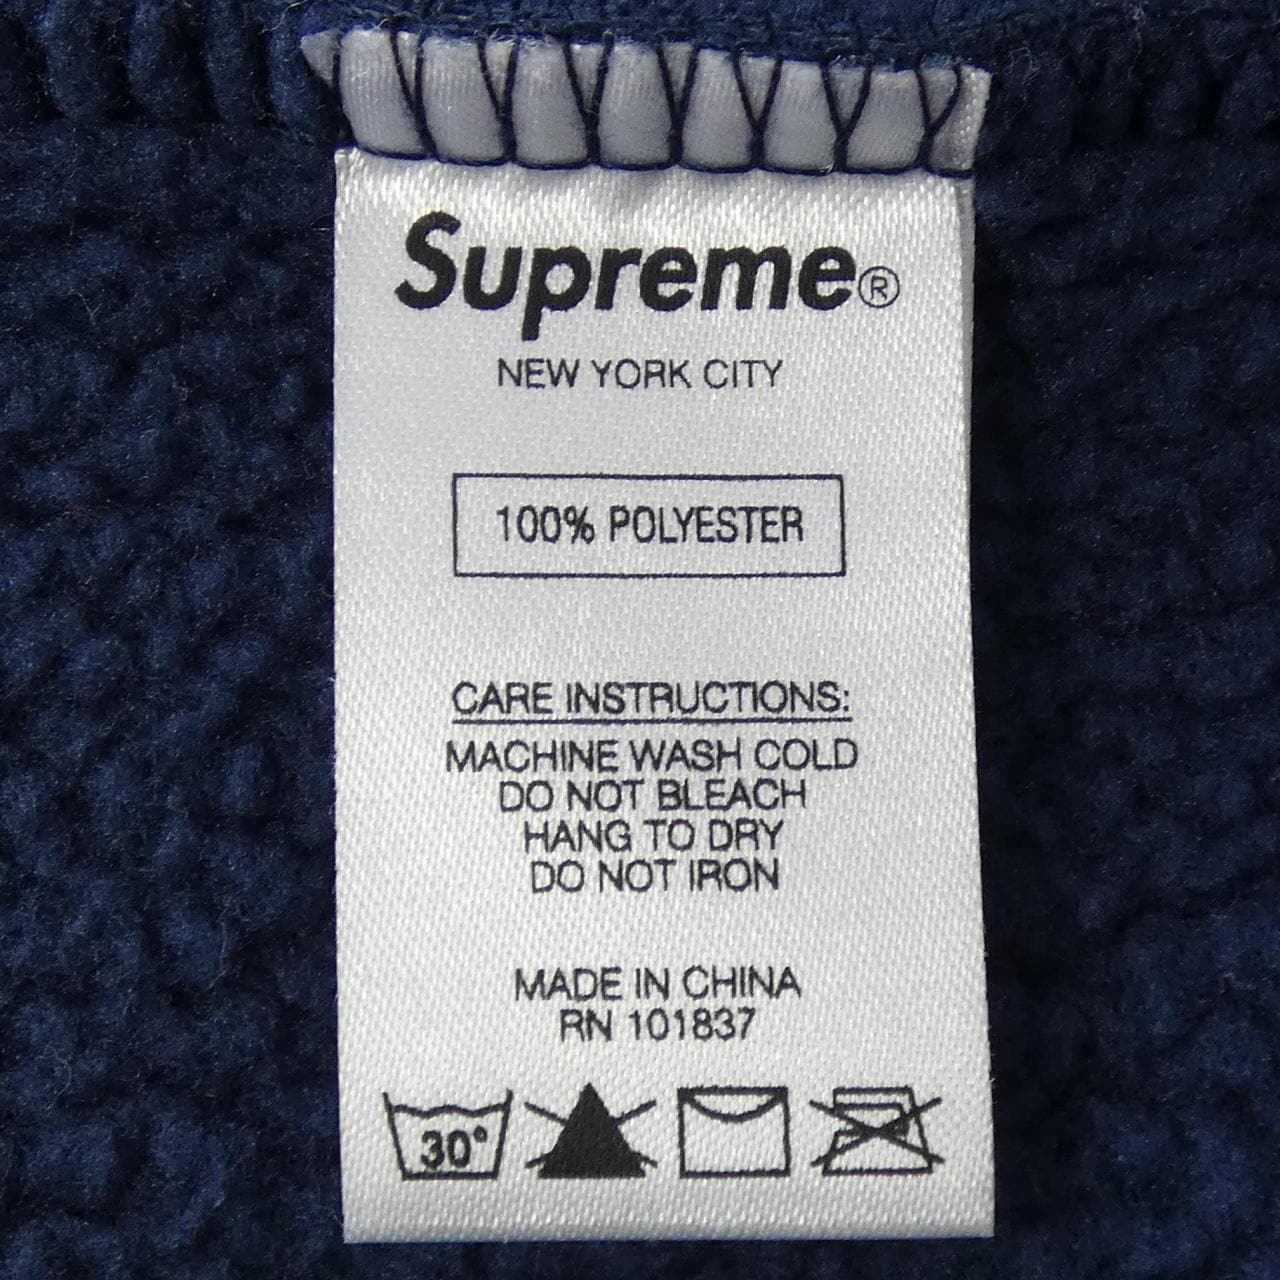 Supreme®
NEW YORK CITY
100% POLYESTER
CARE INSTRUCTIONS:
MACHINE WASH COLD
DO NOT BLEACH
HANG TO DRY
DO NOT IRON
MADE IN CHINA
RN 101837
30°